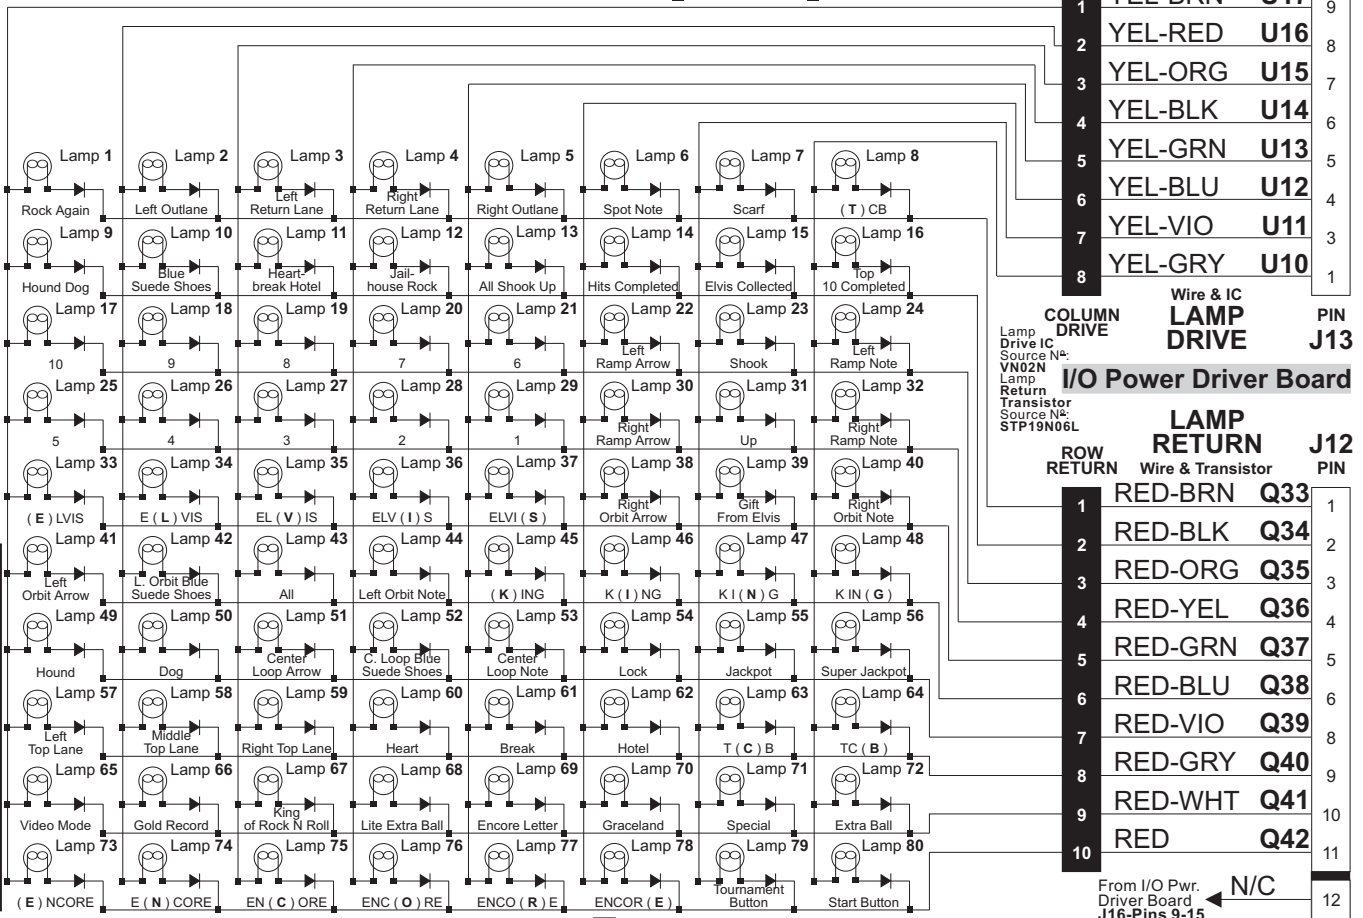 1 YEL-BRN U17 9
2 YEL-RED U16 8
3 YEL-ORG U15 7
4 YEL-BLK U14 6
5 YEL-GRN U13 5
6 YEL-BLU U12 4
7 YEL-VIO U11 3
8 YEL-GRY U10 1
Lamp 1 Lamp 2 Lamp 3 Lamp 4 Lamp 5 Lamp 6 Lamp 7 Lamp 8
Left Right
Rock Again Left Outlane Return Lane Return Lane Right Outlane Spot Note Scarf ( T ) CB
Lamp 9 Lamp 10 Lamp 11 Lamp 12 Lamp 13 Lamp 14 Lamp 15 Lamp 16
Blue Heart- Jail- Top
Hound Dog Suede Shoes break Hotel house Rock All Shook Up Hits Completed Elvis Collected 10 Completed
Lamp 17 Lamp 18 Lamp 19 Lamp 20 Lamp 21 Lamp 22 Lamp 23 Lamp 24
Left Left
10 9 8 7 6 Ramp Arrow Shook Ramp Note
Lamp 25 Lamp 26 Lamp 27 Lamp 28 Lamp 29 Lamp 30 Lamp 31 Lamp 32
Right Right
5 4 3 2 1 Ramp Arrow Up Ramp Note
Lamp 33 Lamp 34 Lamp 35 Lamp 36 Lamp 37 Lamp 38 Lamp 39 Lamp 40
Right Gift Right
( E ) LVIS E ( L ) VIS EL ( V ) IS ELV ( I ) S ELVI ( S ) Orbit Arrow From Elvis Orbit Note
Lamp 41 Lamp 42 Lamp 43 Lamp 44 Lamp 45 Lamp 46 Lamp 47 Lamp 48
Left L. Orbit Blue
Orbit Arrow Suede Shoes All Left Orbit Note ( K ) ING K ( I ) NG K I ( N ) G K IN ( G )
Lamp 49 Lamp 50 Lamp 51 Lamp 52 Lamp 53 Lamp 54 Lamp 55 Lamp 56
Center C. Loop Blue Center
Hound Dog Loop Arrow Suede Shoes Loop Note Lock Jackpot Super Jackpot
Lamp 57 Lamp 58 Lamp 59 Lamp 60 Lamp 61 Lamp 62 Lamp 63 Lamp 64
Left Middle
Top Lane Top Lane Right Top Lane Heart Break Hotel T ( C ) B TC ( B )
Lamp 65 Lamp 66 Lamp 67 Lamp 68 Lamp 69 Lamp 70 Lamp 71 Lamp 72
King
Video Mode Gold Record of Rock N Roll Lite Extra Ball Encore Letter Graceland Special Extra Ball
Lamp 73 Lamp 74 Lamp 75 Lamp 76 Lamp 77 Lamp 78 Lamp 79 Lamp 80
Tournament
( E ) NCORE E ( N ) CORE EN ( C ) ORE ENC ( O ) RE ENCO ( R ) E ENCOR ( E ) Button Start Button
COLUMN
DRIVE
Wire & IC
LAMP
DRIVE
PIN
J13
Lamp
Drive IC
Source Nº:
VN02N
Lamp
Return
Transistor
Source Nº:
STP19N06L
I/O Power Driver Board
LAMP
RETURN
J12
ROW
RETURN
Wire & Transistor
PIN
1 RED-BRN Q33 1
2 RED-BLK Q34 2
3 RED-ORG Q35 3
4 RED-YEL Q36 4
5 RED-GRN Q37 5
6 RED-BLU Q38 6
7 RED-VIO Q39 8
8 RED-GRY Q40 9
9 RED-WHT Q41 10
10 RED Q42 11
From I/O Pwr.
Driver Board
J16-Pins 9-15
N/C 12